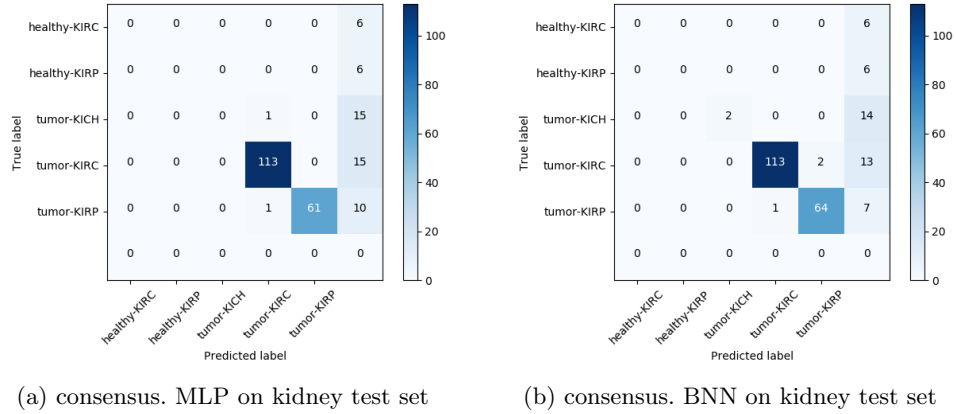 healthy-KIRC 0 0 0 0 0 6
healthy-KIRP 0 0 0 0 0 6
tumor-KICH 0 0 0 1 0 15
tumor-KIRC 0 0 0 113 0 15
tumor-KIRP 0 0 0 1 61 10
0 0 0 0 0 0
True label
healthy-KIRC healthy-KIRP tumor-KICH tumor-KIRC tumor-KIRP
Predicted label
100
80
60
40
20
0
(a) consensus. MLP on kidney test set
healthy-KIRC 0 0 0 0 0 6
healthy-KIRP 0 0 0 0 0 6
tumor-KICH 0 0 2 0 0 14
tumor-KIRC 0 0 0 113 2 13
tumor-KIRP 0 0 0 1 64 7
0 0 0 0 0 0
True label
healthy-KIRC healthy-KIRP tumor-KICH tumor-KIRC tumor-KIRP
Predicted label
100
80
60
40
20
0
(b) consensus. BNN on kidney test set